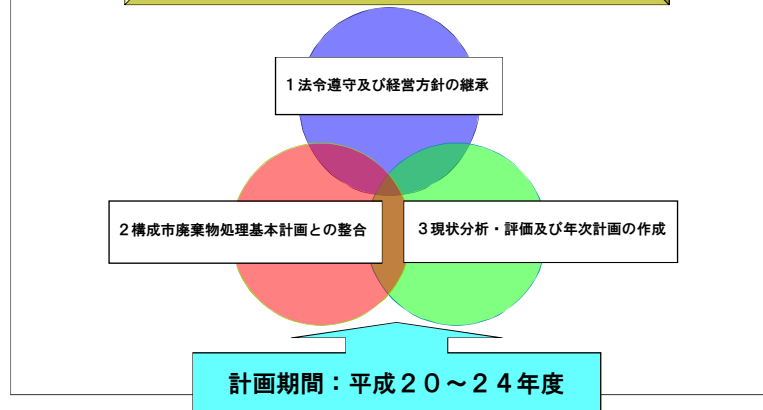 1法令遵守及び経営方針の継承
2構成市廃棄物処理基本計画との整合
3現状分析・評価及び年次計画の作成
計画期間：平成２０～２４年度